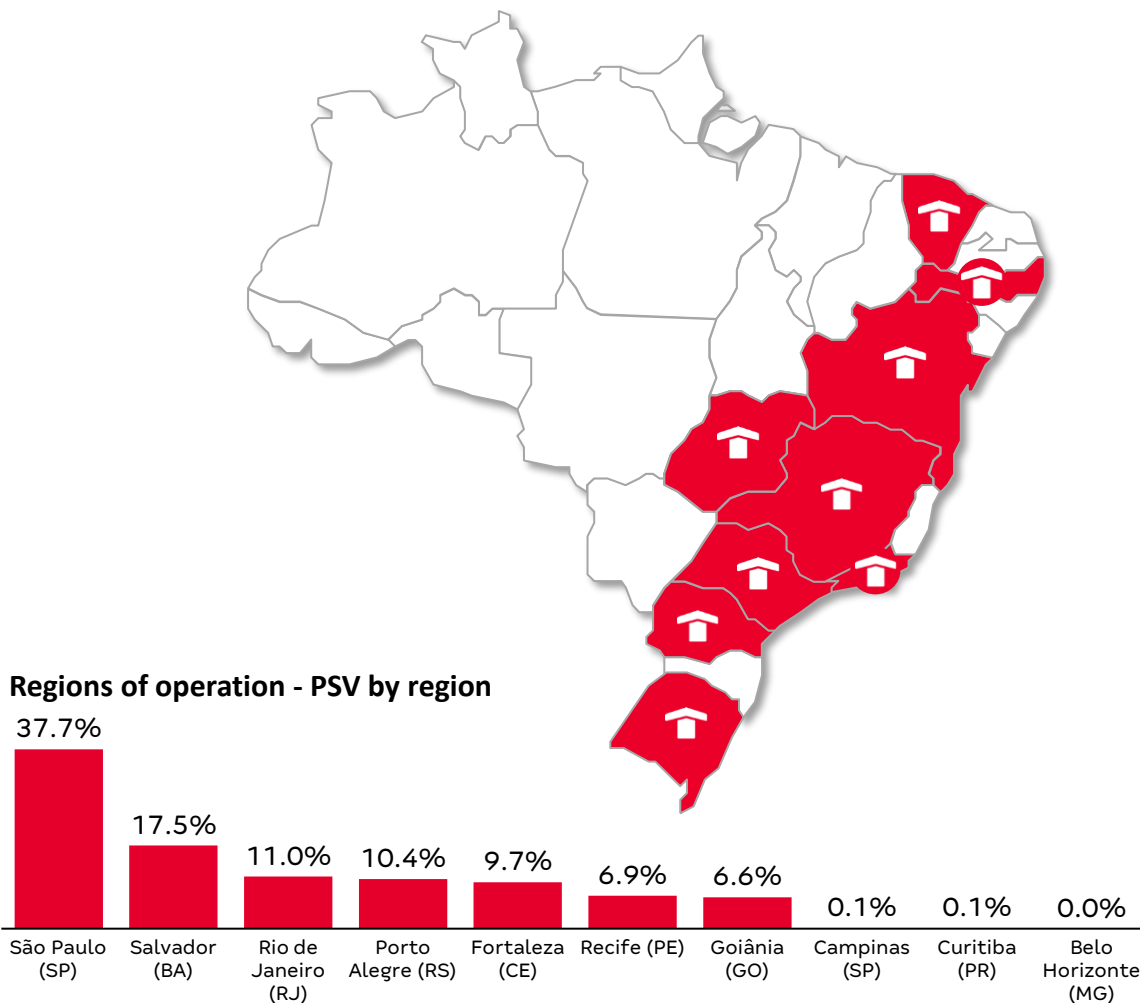 Regions of operation - PSV by region
37.7%
17.5%
11.0%
10.4%
9.7%
6.9%
6.6%
0.1%
0.1%
0.0%
São Paulo
(SP)
Salvador
(BA)
Rio de
Janeiro
(RJ)
Porto
Alegre (RS)
Fortaleza
(CE)
Recife (PE)
Goiânia
(GO)
Campinas
(SP)
Curitiba
(PR)
Belo
Horizonte
(MG)